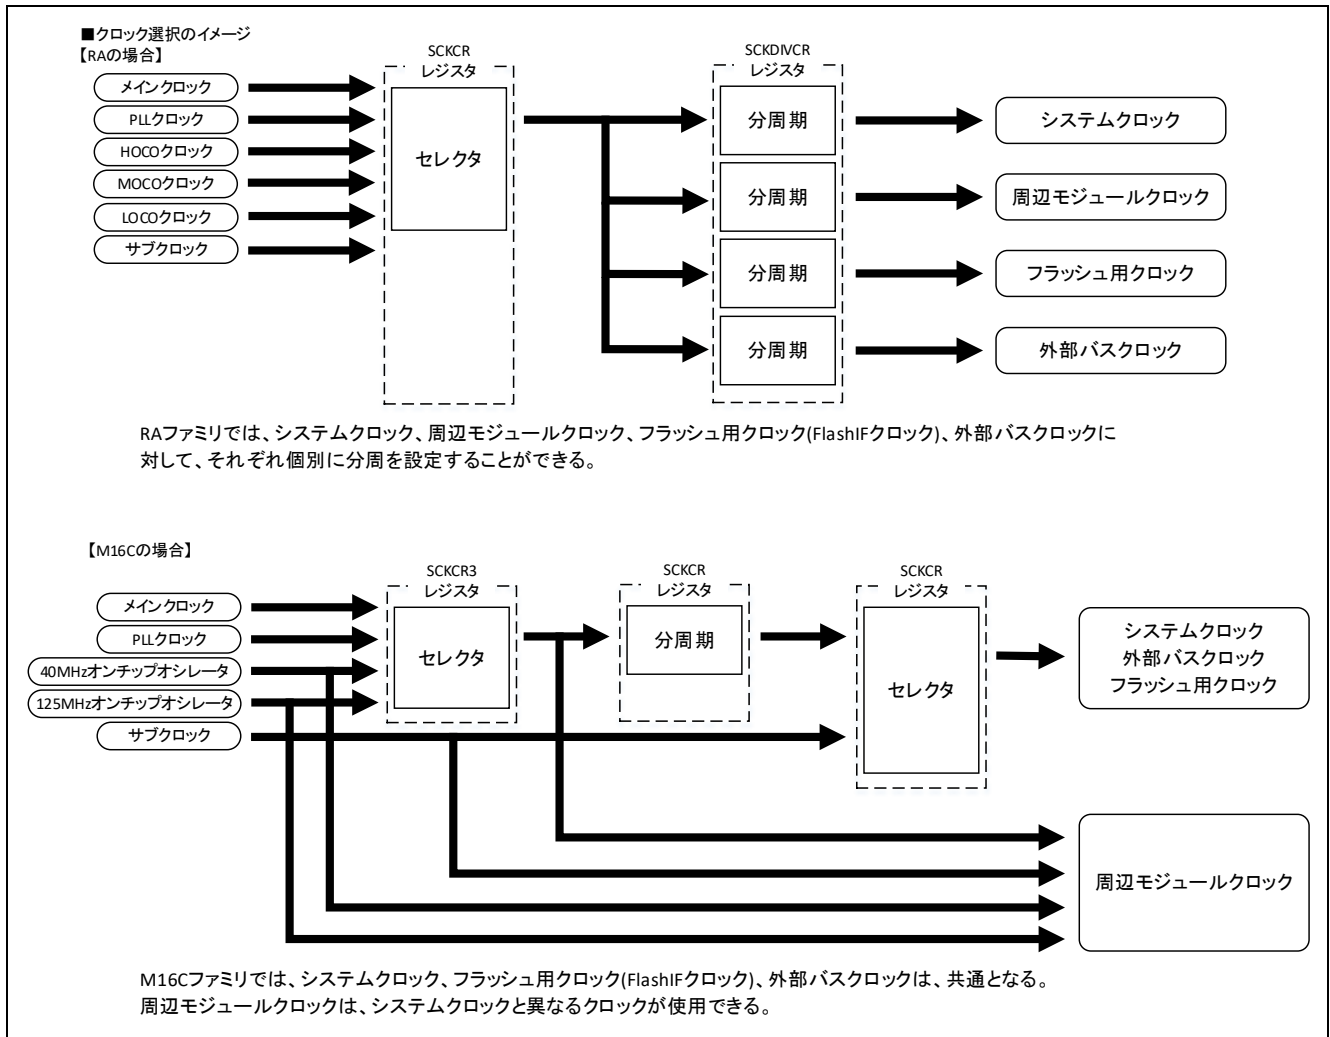 ■クロック選択のイメージ
【RAの場合】
メインクロック
PLLクロック
HOCOクロック
MOCOクロック
LOCOクロック
サブクロック
SCKCR
レジスタ
セレクタ
SCKDIVCR
レジスタ
分周期
分周期
分周期
分周期
システムクロック
周辺モジュールクロック
フラッシュ用クロック
外部バスクロック
RAファミリでは、システムクロック、周辺モジュールクロック、フラッシュ用クロック(FlashIFクロック)、外部バスクロックに
対して、それぞれ個別に分周を設定することができる。
【M16Cの場合】
メインクロック
PLLクロック
40MHzオンチップオシレータ
125MHzオンチップオシレータ
サブクロック
SCKCR3
レジスタ
セレクタ
SCKCR
レジスタ
分周期
SCKCR
レジスタ
セレクタ
システムクロック
外部バスクロック
フラッシュ用クロック
周辺モジュールクロック
M16Cファミリでは、システムクロック、フラッシュ用クロック(FlashIFクロック)、外部バスクロックは、共通となる。
周辺モジュールクロックは、システムクロックと異なるクロックが使用できる。